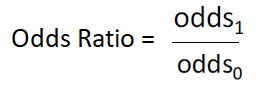 Odds Ratio = odds₁
odds₀